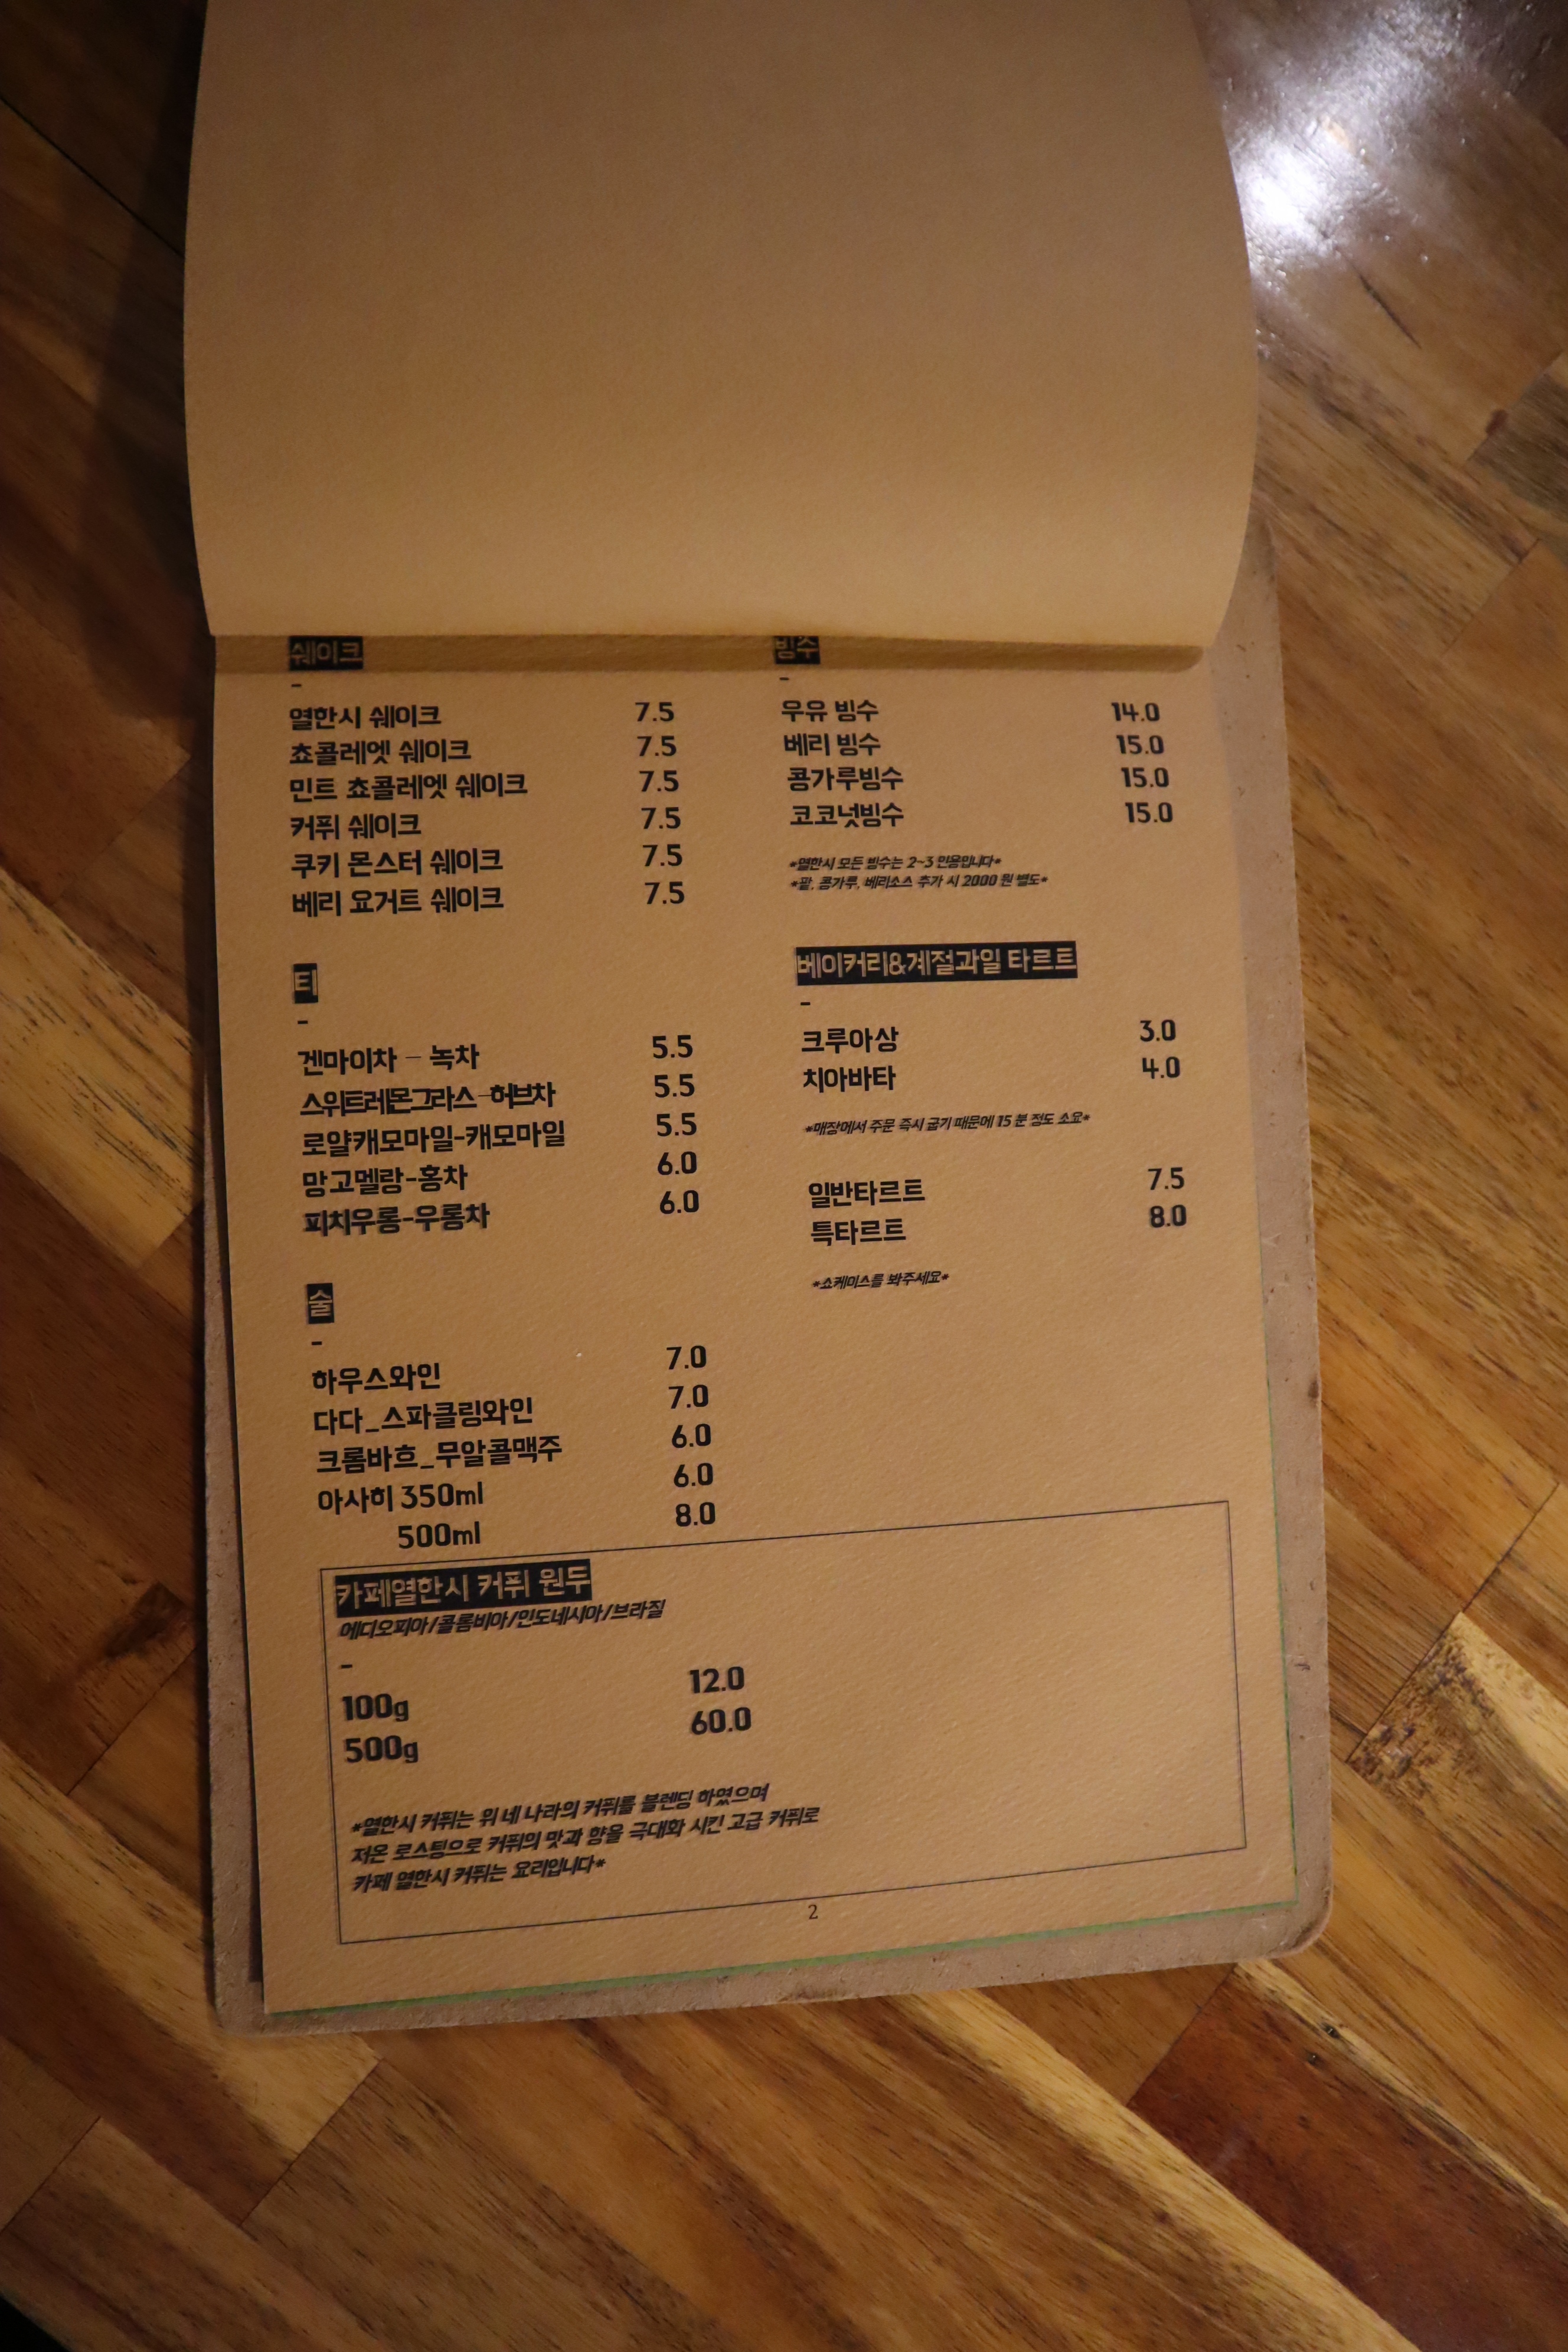 쉐이크
-
열한시 쉐이크 7.5
쵸콜레엣 쉐이크 7.5
민트 쵸콜레엣 쉐이크 7.5
커퓌 쉐이크 7.5
쿠키 몬스터 쉐이크 7.5
베리 요거트 쉐이크 7.5
티
-
겐마이차 – 녹차 5.5
스위트레몬그라스–허브차 5.5
로얄캐모마일-캐모마일 5.5
망고멜랑-홍차 6.0
피치우롱-우롱차 6.0
술
-
하우스와인 7.0
다다_스파클링와인 7.0
크롬바흐_무알콜맥주 6.0
아사히 350ml 6.0
500ml 8.0
빙수
-
우유 빙수 14.0
베리 빙수 15.0
콩가루빙수 15.0
코코넛빙수 15.0
*열한시 모든 빙수는 2~3 인용입니다*
*팥, 콩가루, 베리소스 추가 시 2000 원 별도*
베이커리&계절과일 타르트
-
크루아상 3.0
치아바타 4.0
*매장에서 주문 즉시 굽기 때문에 15 분 정도 소요*
일반타르트 7.5
특타르트 8.0
*쇼케이스를 봐주세요*
카페열한시 커퓌 원두
에디오피아/콜롬비아/인도네시아/브라질
-
100g 12.0
500g 60.0
*열한시 커퓌는 위 네 나라의 커퓌를 블렌딩 하였으며
저온 로스팅으로 커퓌의 맛과 향을 극대화 시킨 고급 커퓌로
카페 열한시 커퓌는 요리입니다*
2